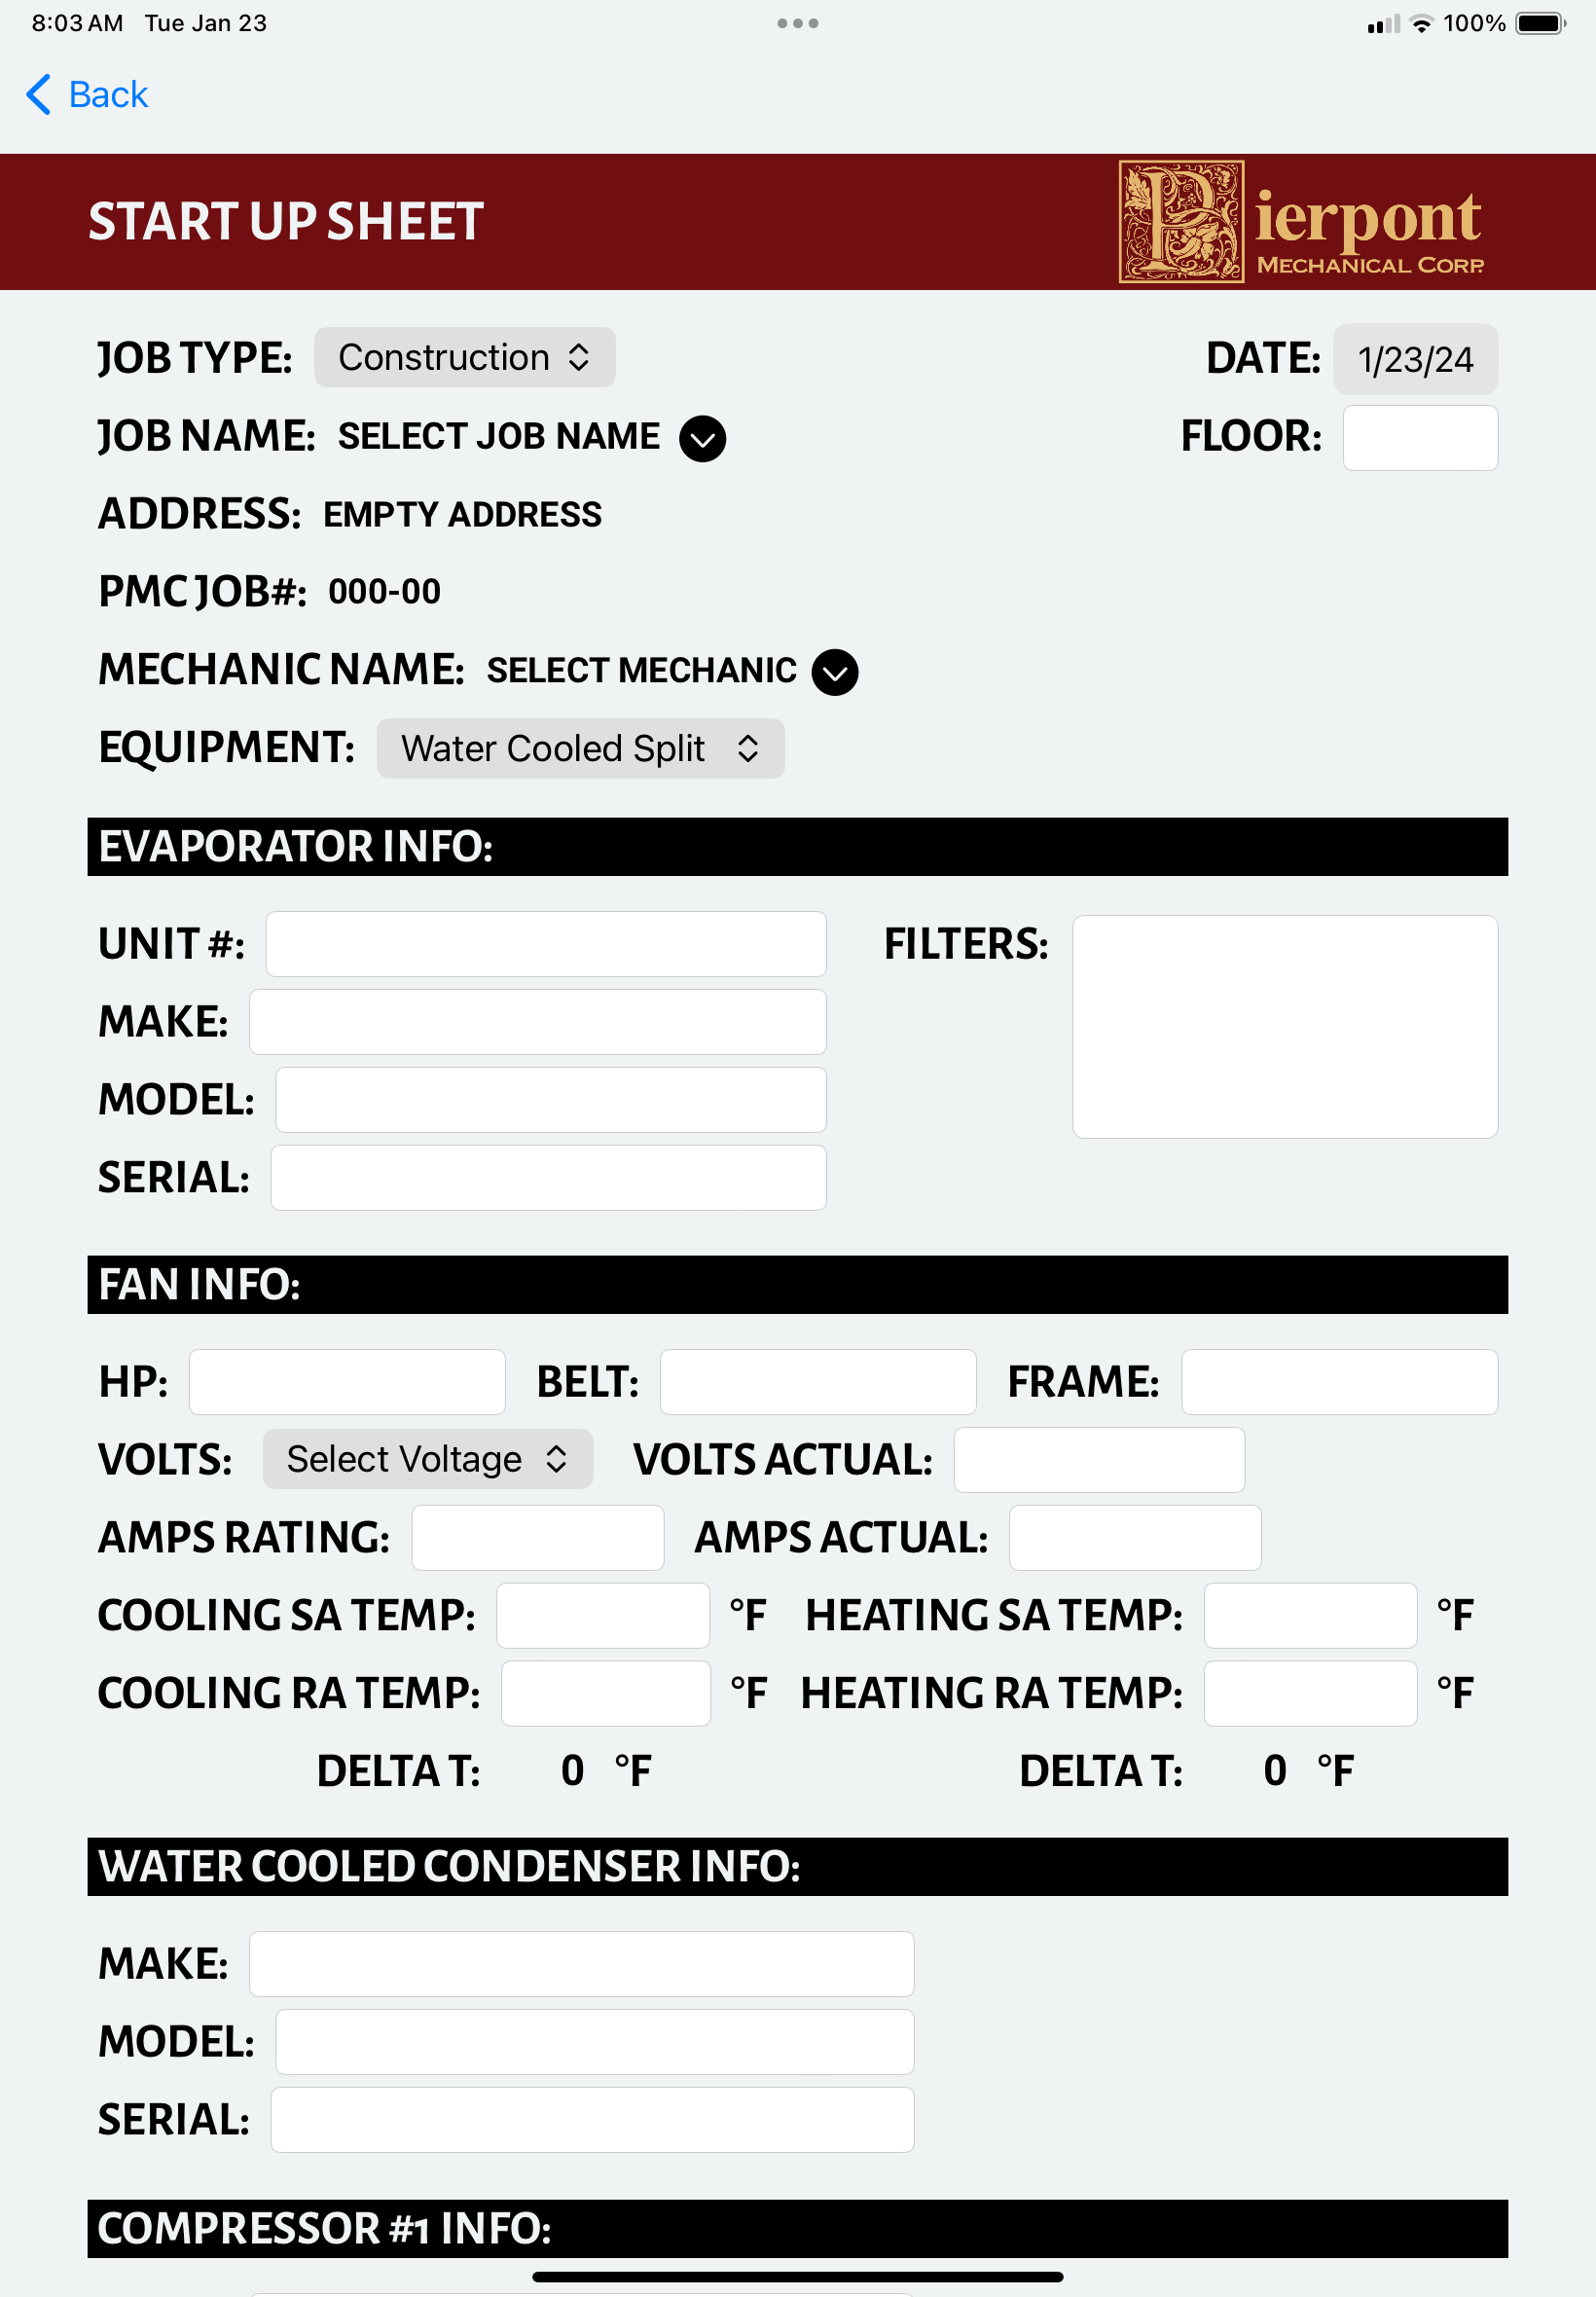 8:03 AM Tue Jan 23 100%
Back
START UP SHEET
Pierpont
MECHANICAL CORP.
JOB TYPE: Construction DATE: 1/23/24
JOB NAME: SELECT JOB NAME FLOOR:
ADDRESS: EMPTY ADDRESS
PMC JOB#: 000-00
MECHANIC NAME: SELECT MECHANIC
EQUIPMENT: Water Cooled Split
EVAPORATOR INFO:
UNIT #: FILTERS:
MAKE:
MODEL:
SERIAL:
FAN INFO:
HP: BELT: FRAME:
VOLTS: Select Voltage VOLTS ACTUAL:
AMPS RATING: AMPS ACTUAL:
COOLING SA TEMP: °F HEATING SA TEMP: °F
COOLING RA TEMP: °F HEATING RA TEMP: °F
DELTA T: 0 °F DELTA T: 0 °F
WATER COOLED CONDENSER INFO:
MAKE:
MODEL:
SERIAL:
COMPRESSOR #1 INFO: